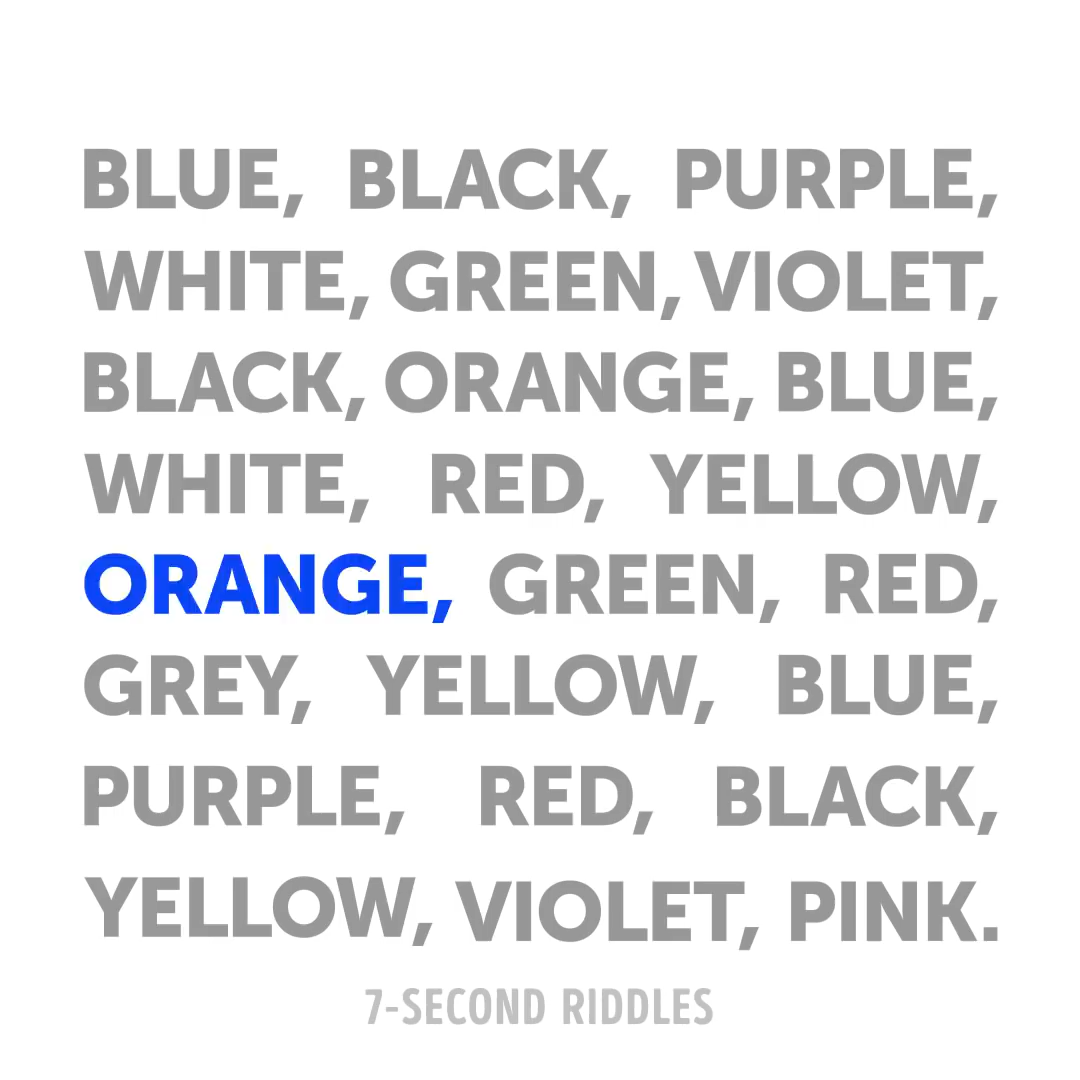 BLUE, BLACK, PURPLE,
WHITE, GREEN, VIOLET,
BLACK, ORANGE, BLUE,
WHITE, RED, YELLOW,
ORANGE, GREEN, RED,
GREY, YELLOW, BLUE,
PURPLE, RED, BLACK,
YELLOW, VIOLET, PINK.
7-SECOND RIDDLES